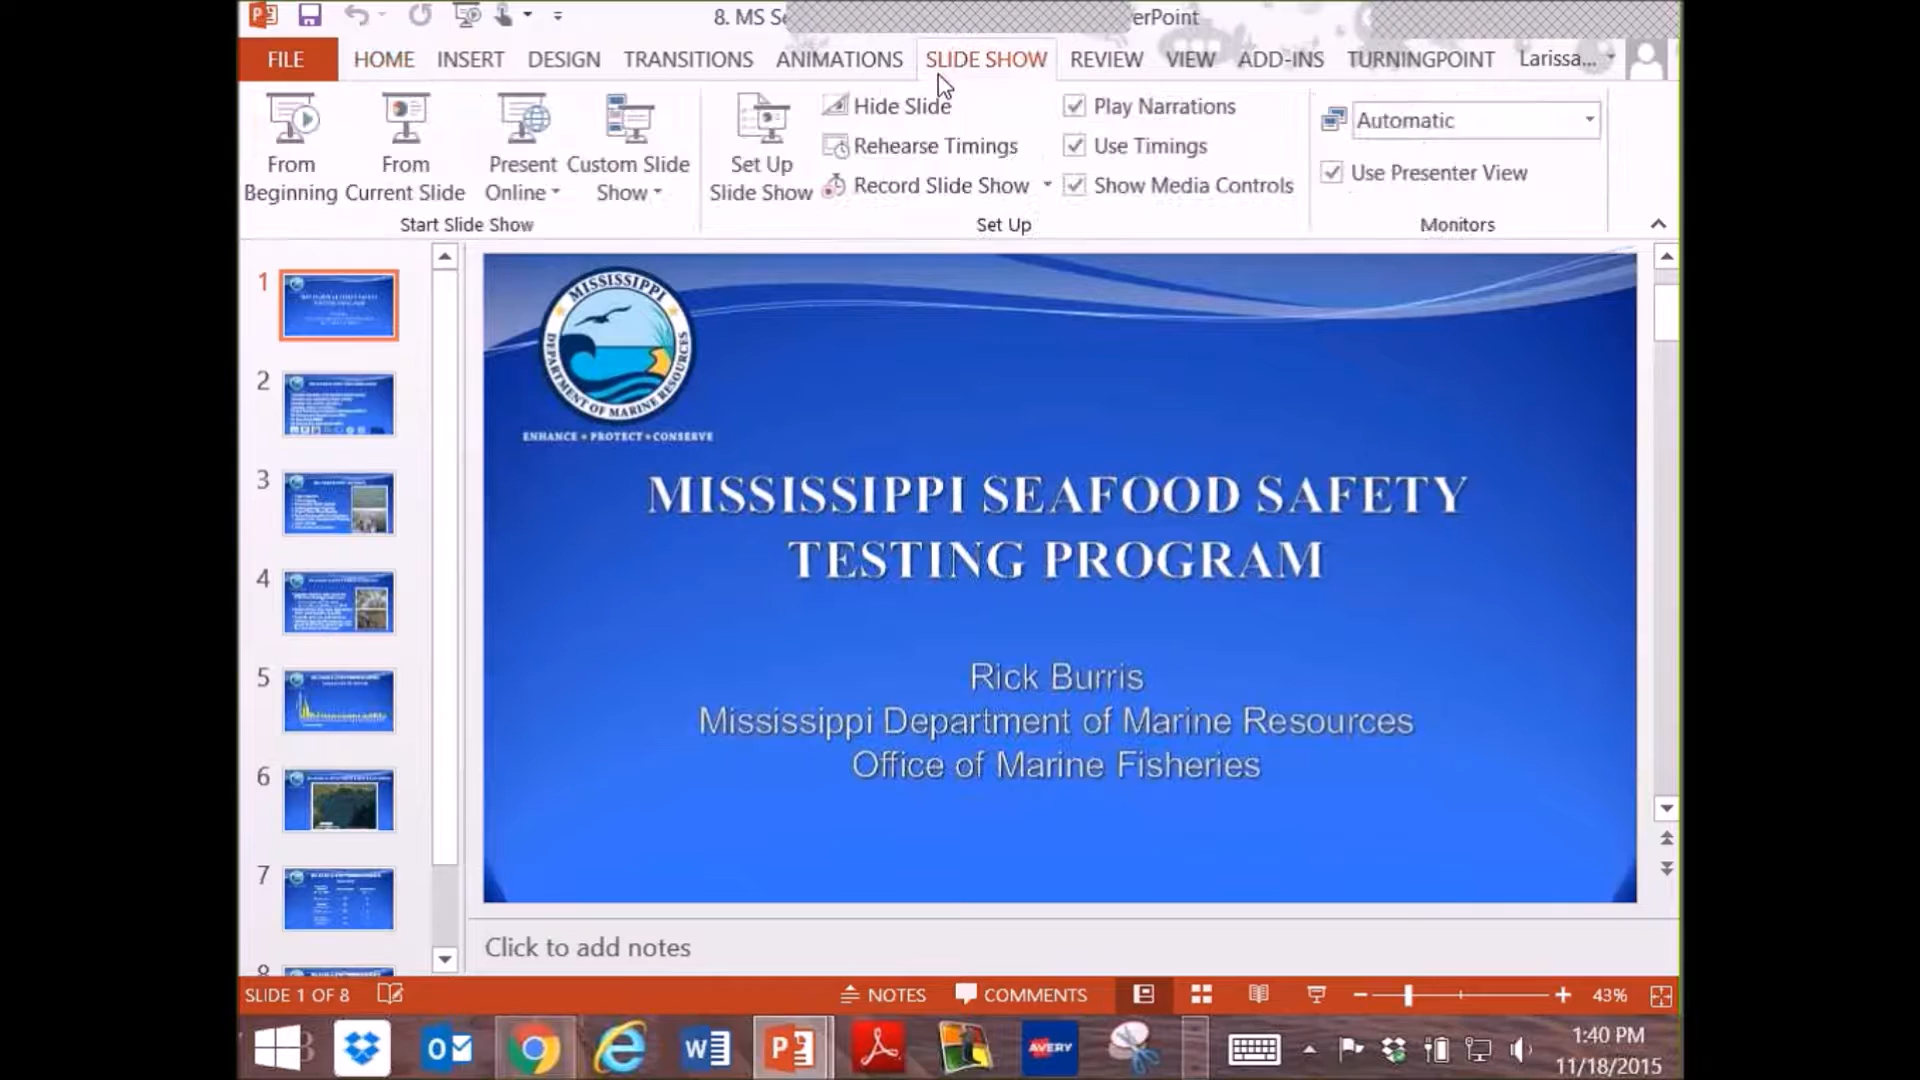 8. MS Se
erPoint
FILE HOME INSERT DESIGN TRANSITIONS ANIMATIONS SLIDE SHOW REVIEW VIEW ADD-INS TURNINGPOINT Larissa...
From Beginning
From Current Slide
Present Online
Custom Slide Show
Set Up Slide Show
Hide Slide
Rehearse Timings
Record Slide Show
Play Narrations
Use Timings
Show Media Controls
Automatic
Use Presenter View
Start Slide Show
Set Up
Monitors
1
2
3
4
5
6
7
8
MISSISSIPPI
DEPARTMENT OF MARINE RESOURCES
ENHANCE • PROTECT • CONSERVE
MISSISSIPPI SEAFOOD SAFETY
TESTING PROGRAM
Rick Burris
Mississippi Department of Marine Resources
Office of Marine Fisheries
Click to add notes
SLIDE 1 OF 8
NOTES
COMMENTS
43%
AVERY
1:40 PM
11/18/2015